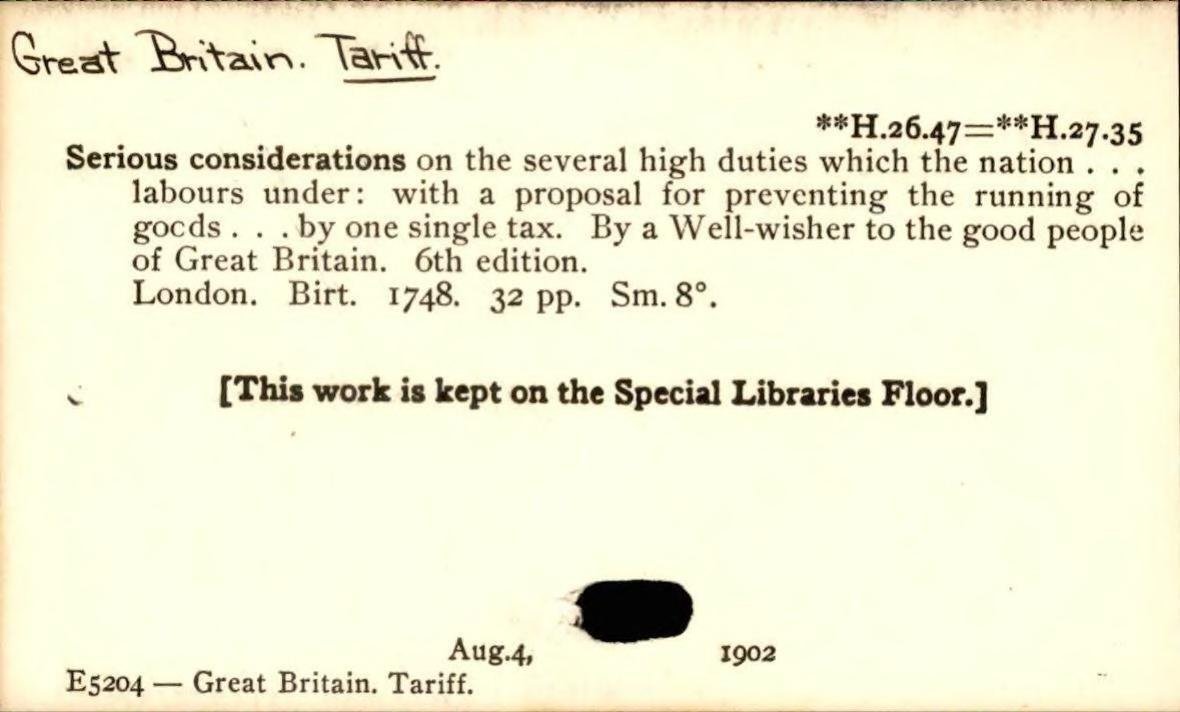 Great Britain. Tariff.
**H.26.47=**H.27.35
Serious considerations on the several high duties which the nation . . .
labours under: with a proposal for preventing the running of
gocds . . . by one single tax. By a Well-wisher to the good people
of Great Britain. 6th edition.
London. Birt. 1748. 32 pp. Sm. 8°.
[This work is kept on the Special Libraries Floor.]
Aug.4, 1902
E5204 — Great Britain. Tariff.